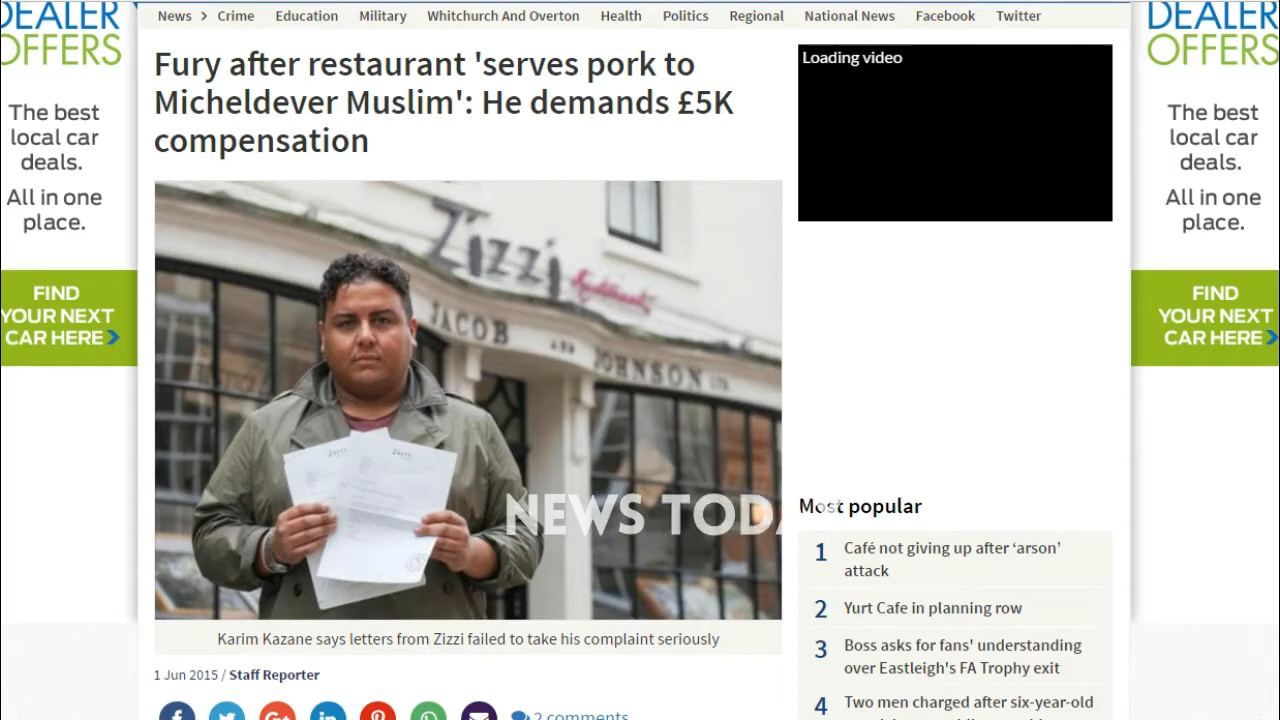 DEALER
OFFERS
The best
local car
deals.
All in one
place.
FIND
YOUR NEXT
CAR HERE
News > Crime Education Military Whitchurch And Overton Health Politics Regional National News Facebook Twitter
Fury after restaurant 'serves pork to
Micheldever Muslim': He demands £5K
compensation
Zizzi
JACOB AND JOHNSON LTD
NEWS TODA
Karim Kazane says letters from Zizzi failed to take his complaint seriously
1 Jun 2015 / Staff Reporter
2 comments
Loading video
Most popular
1 Café not giving up after ‘arson’
attack
2 Yurt Cafe in planning row
3 Boss asks for fans' understanding
over Eastleigh's FA Trophy exit
4 Two men charged after six-year-old
DEALER
OFFERS
The best
local car
deals.
All in one
place.
FIND
YOUR NEXT
CAR HERE